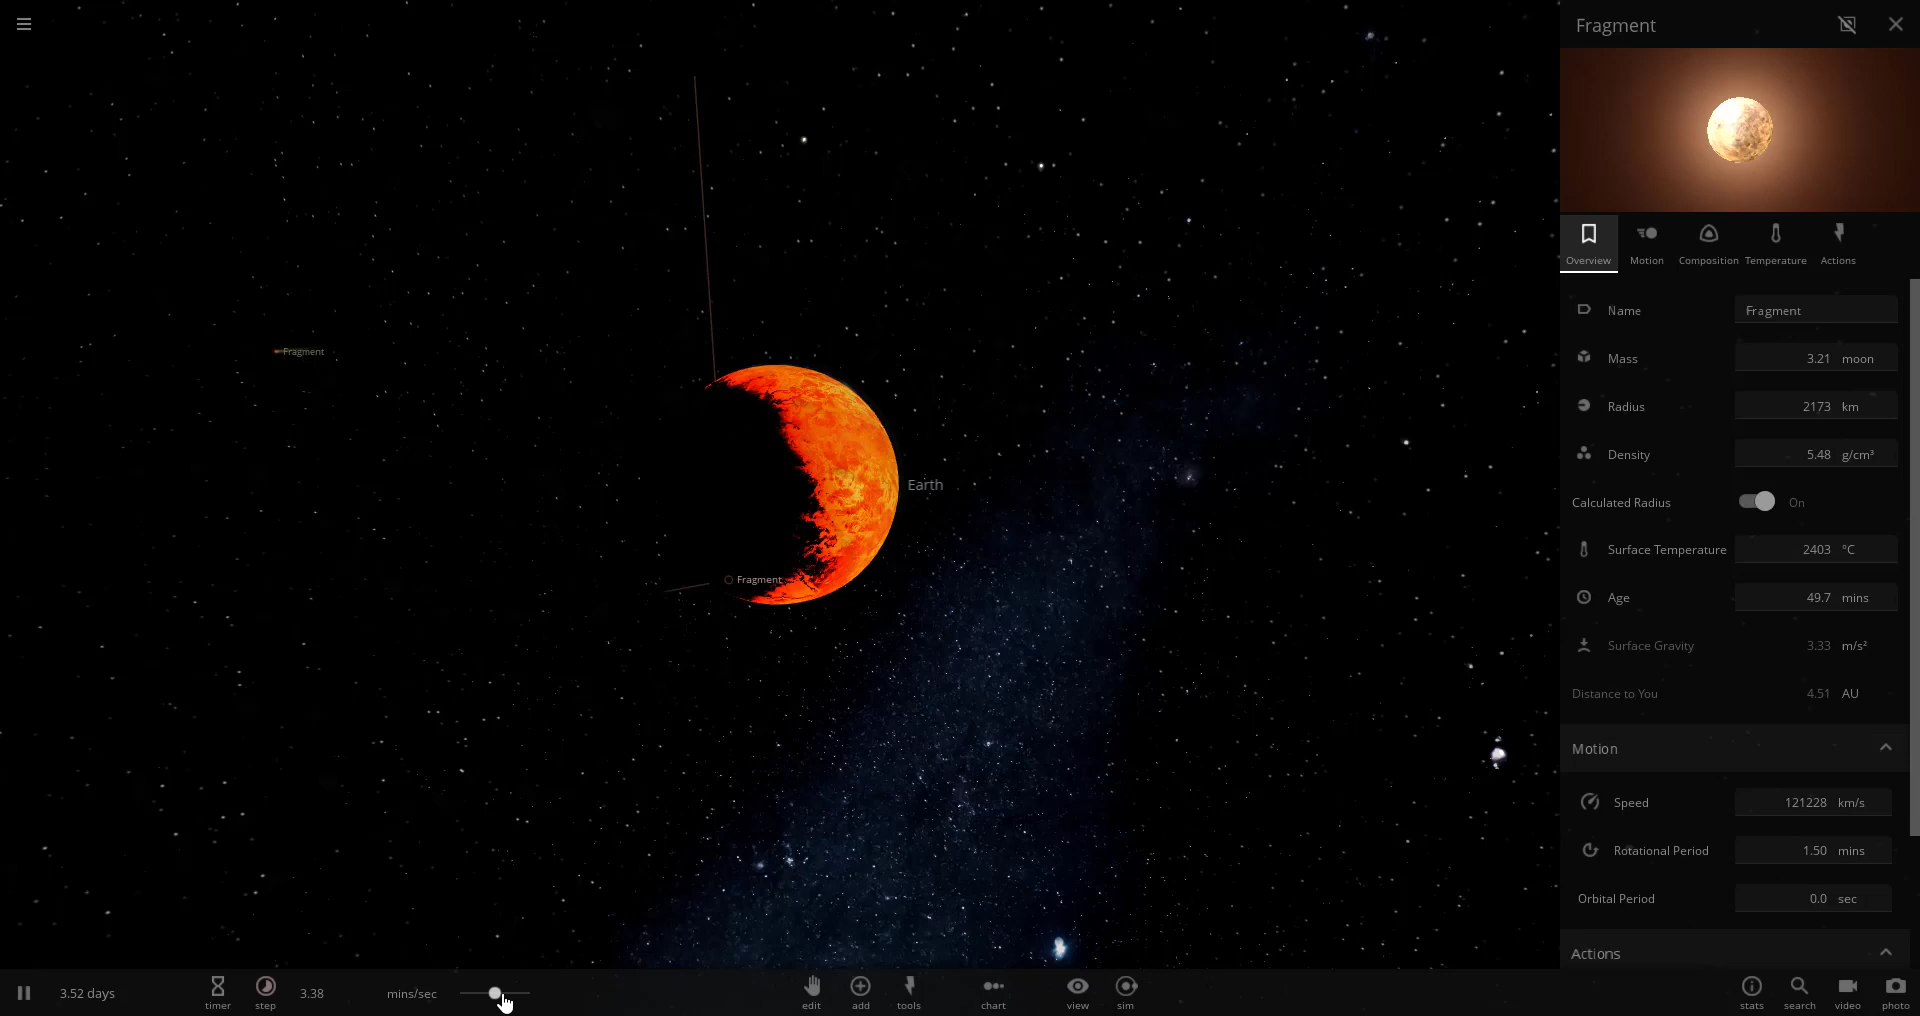 Fragment
Overview
Motion
Composition
Temperature
Actions
Name
Fragment
Mass
3.21 moon
Radius
2173 km
Density
5.48 g/cm³
Calculated Radius
On
Surface Temperature
2403 °C
Age
49.7 mins
Surface Gravity
3.33 m/s²
Distance to You
4.51 AU
Motion
Speed
121228 km/s
Rotational Period
1.50 mins
Orbital Period
0.0 sec
Actions
Fragment
Earth
Fragment
3.52 days
timer
step
3.38 mins/sec
edit
add
tools
chart
view
sim
stats
search
video
photo